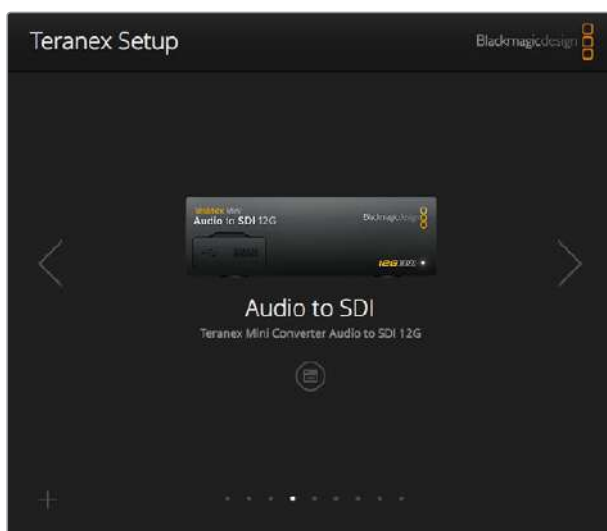 Teranex Setup
Blackmagicdesign
Teranex Mini
Audio to SDI 12G
Blackmagicdesign
Audio to SDI
Teranex Mini Converter Audio to SDI 12G